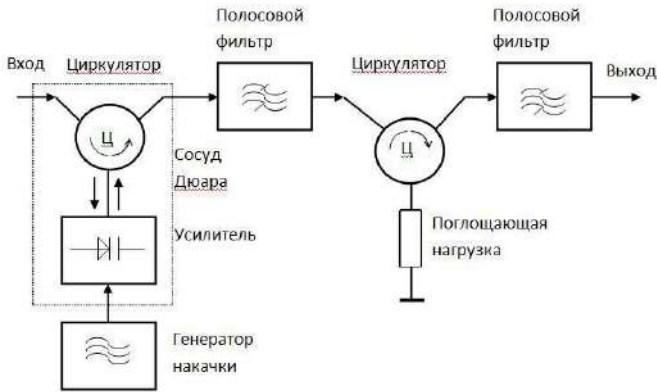 Полосовой
фильтр
Полосовой
фильтр
Вход
Циркулятор
Циркулятор
Выход
Ц
Ц
Сосуд
Дюара
Усилитель
Поглощающая
нагрузка
Генератор
накачки